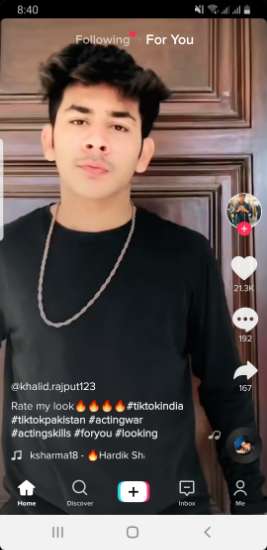 8:40
Following For You
21.3K
192
167
@khalid.rajput123
Rate my look🔥🔥🔥🔥#tiktokindia
#tiktokpakistan #actingwar
#actingskills #foryou #looking
ksharma18 - 🔥Hardik Sha
Home Discover Inbox Me